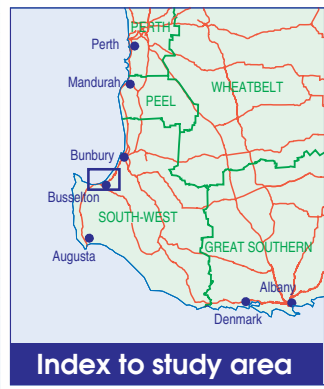 PERTH
Perth
WHEATBELT
Mandurah
PEEL
Bunbury
Busselton
SOUTH-WEST
GREAT SOUTHERN
Augusta
Albany
Denmark
Index to study area